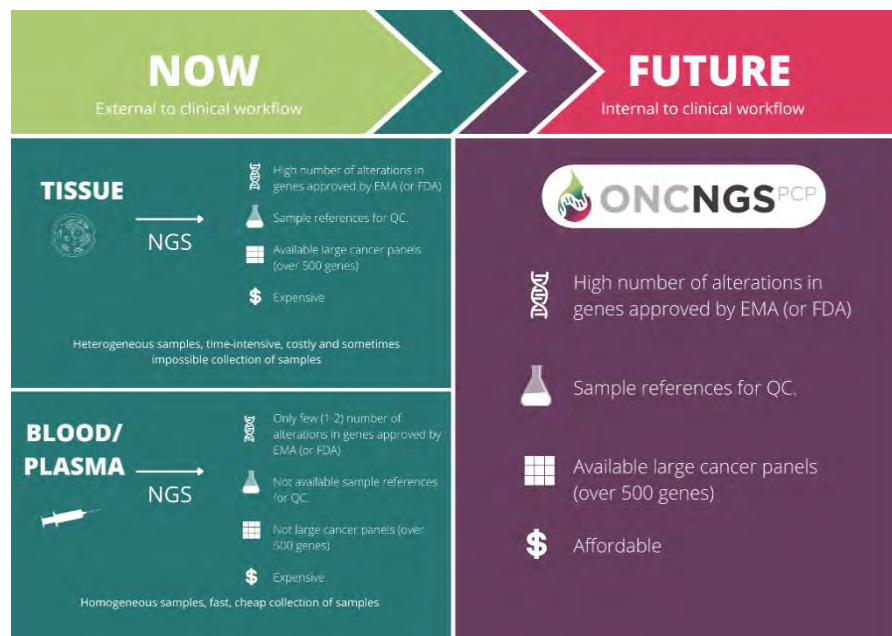 NOW
External to clinical workflow
FUTURE
Internal to clinical workflow
TISSUE
NGS
High number of alterations in
genes approved by EMA (or FDA)
Sample references for QC.
Available large cancer panels
(over 500 genes)
$ Expensive
Heterogeneous samples, time-intensive, costly and sometimes
impossible collection of samples
BLOOD/
PLASMA
NGS
Only few (1-2) number of
alterations in genes approved by
EMA (or FDA)
Not available sample references
for QC.
Not large cancer panels (over
500 genes)
$ Expensive
Homogeneous samples, fast, cheap collection of samples
ONCNGS PCP
High number of alterations in
genes approved by EMA (or FDA)
Sample references for QC.
Available large cancer panels
(over 500 genes)
$ Affordable